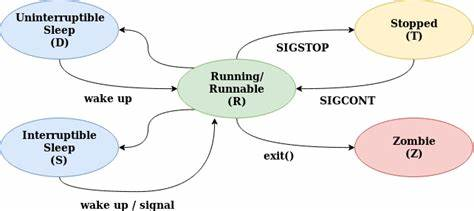 Uninterruptible
Sleep
(D)
Stopped
(T)
SIGSTOP
wake up
Running/
Runnable
(R)
SIGCONT
Interruptible
Sleep
(S)
Zombie
(Z)
exit()
wake up / signal